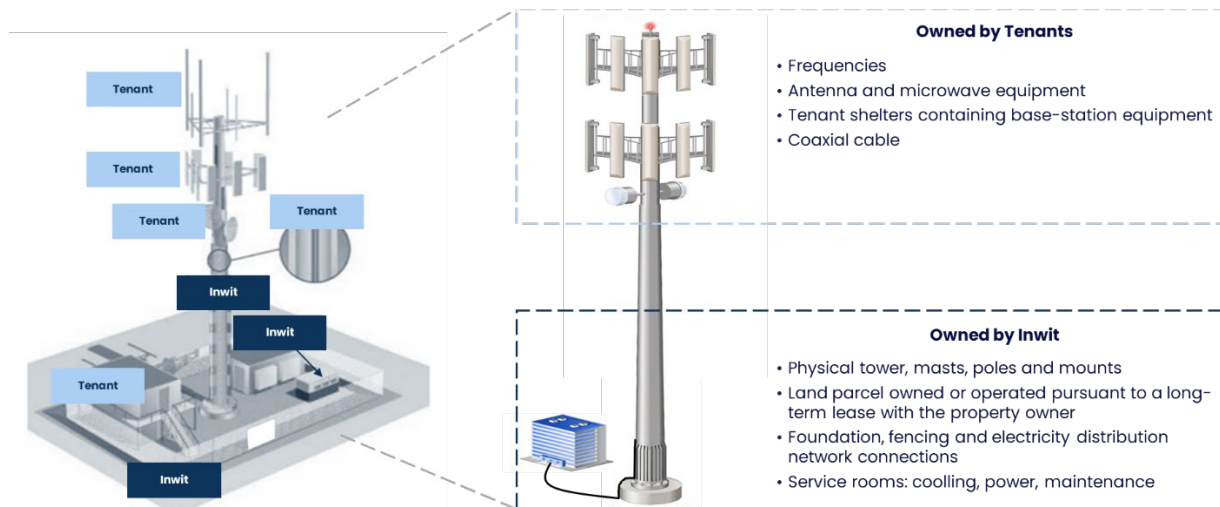 Tenant
Tenant
Tenant
Tenant
Inwit
Inwit
Tenant
Inwit
Owned by Tenants
• Frequencies
• Antenna and microwave equipment
• Tenant shelters containing base-station equipment
• Coaxial cable
Owned by Inwit
• Physical tower, masts, poles and mounts
• Land parcel owned or operated pursuant to a long-
term lease with the property owner
• Foundation, fencing and electricity distribution
network connections
• Service rooms: coolling, power, maintenance